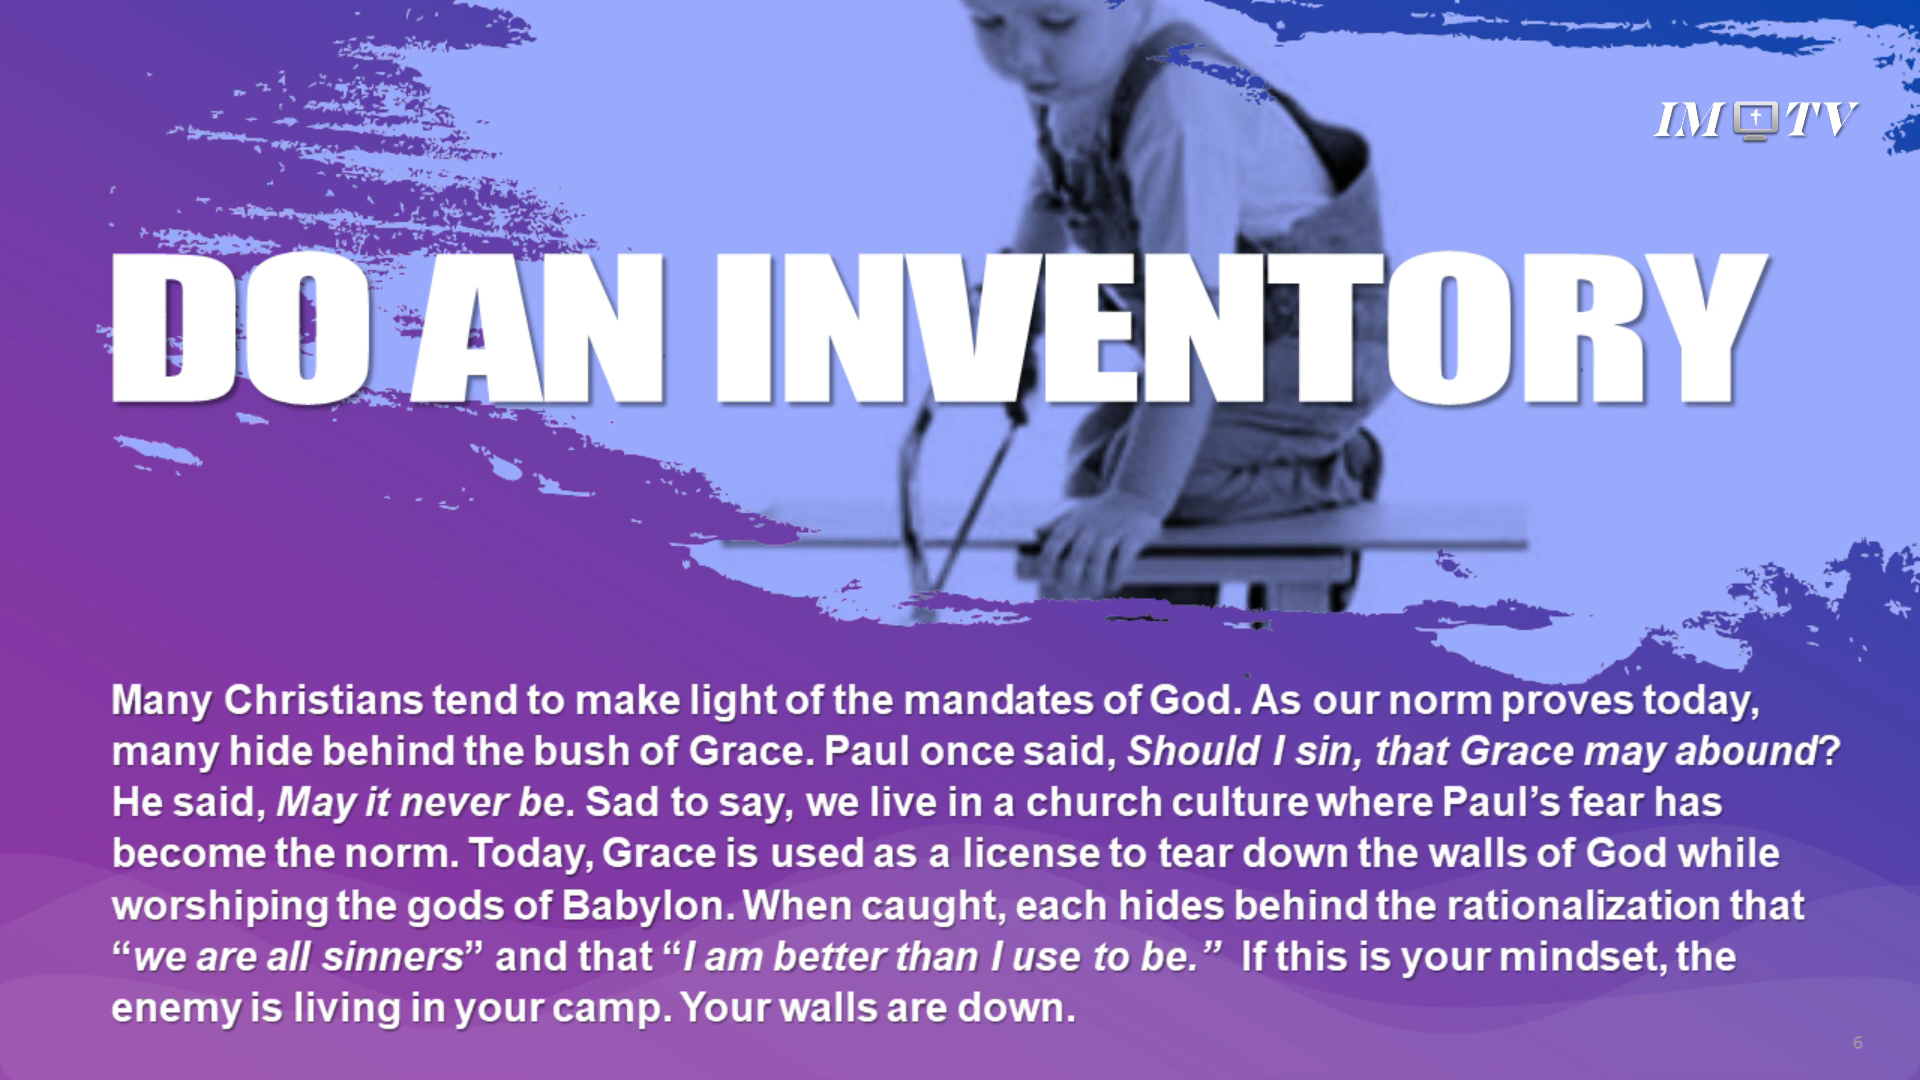 IM TV
DO AN INVENTORY
Many Christians tend to make light of the mandates of God. As our norm proves today,
many hide behind the bush of Grace. Paul once said, Should I sin, that Grace may abound?
He said, May it never be. Sad to say, we live in a church culture where Paul’s fear has
become the norm. Today, Grace is used as a license to tear down the walls of God while
worshiping the gods of Babylon. When caught, each hides behind the rationalization that
“we are all sinners” and that “I am better than I use to be.” If this is your mindset, the
enemy is living in your camp. Your walls are down.
6